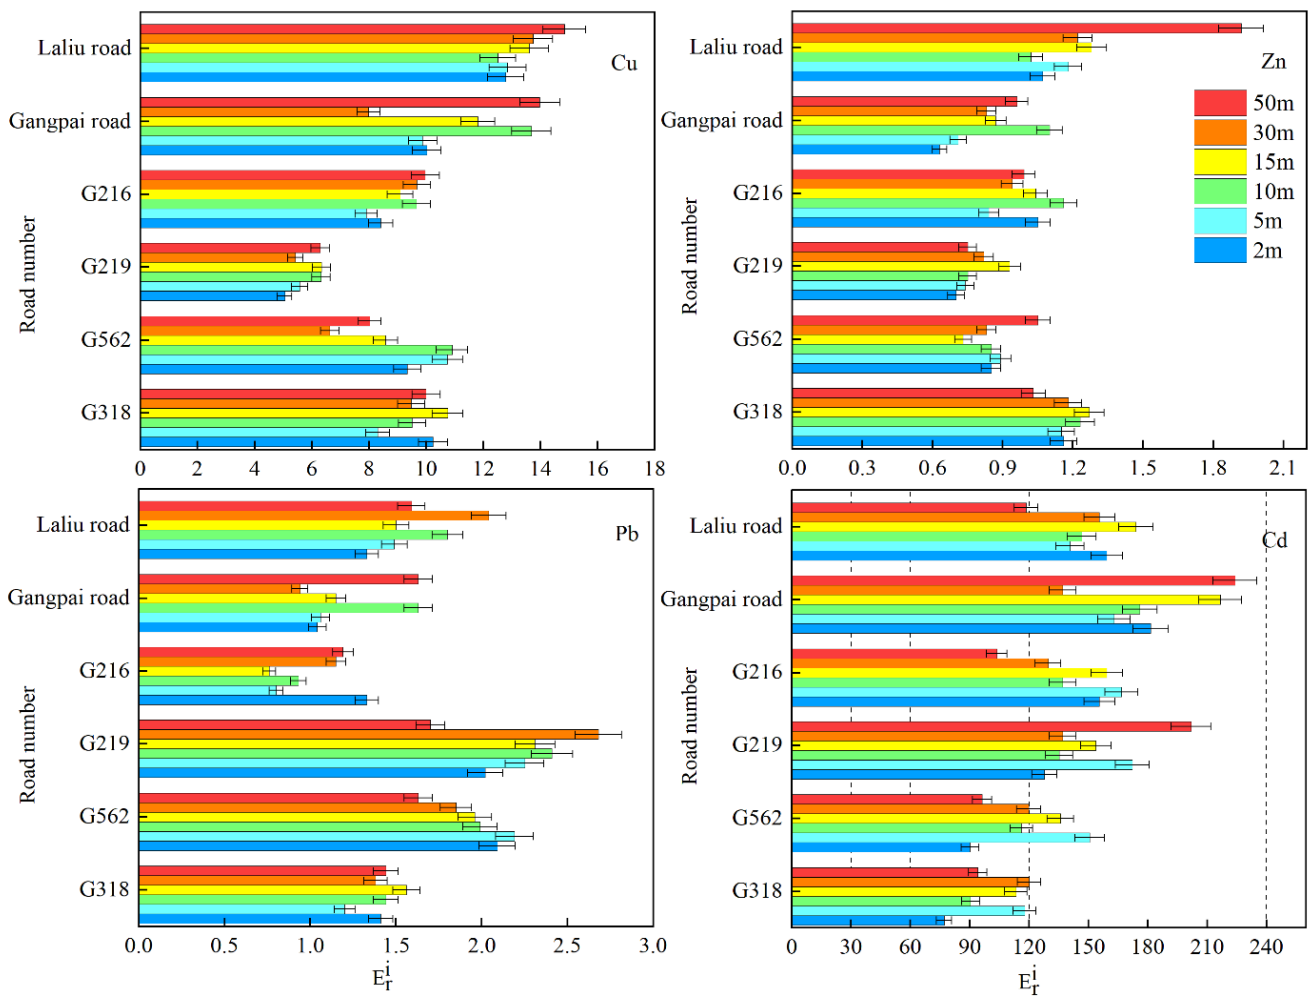 Laliu road
Gangpai road
G216
G219
G562
G318
Road number
Cu
0 2 4 6 8 10 12 14 16 18
Laliu road
Gangpai road
G216
G219
G562
G318
Road number
Zn
50m
30m
15m
10m
5m
2m
0.0 0.3 0.6 0.9 1.2 1.5 1.8 2.1
Laliu road
Gangpai road
G216
G219
G562
G318
Road number
Pb
0.0 0.5 1.0 1.5 2.0 2.5 3.0
E_r^i
Laliu road
Gangpai road
G216
G219
G562
G318
Road number
Cd
0 30 60 90 120 150 180 210 240
E_r^i